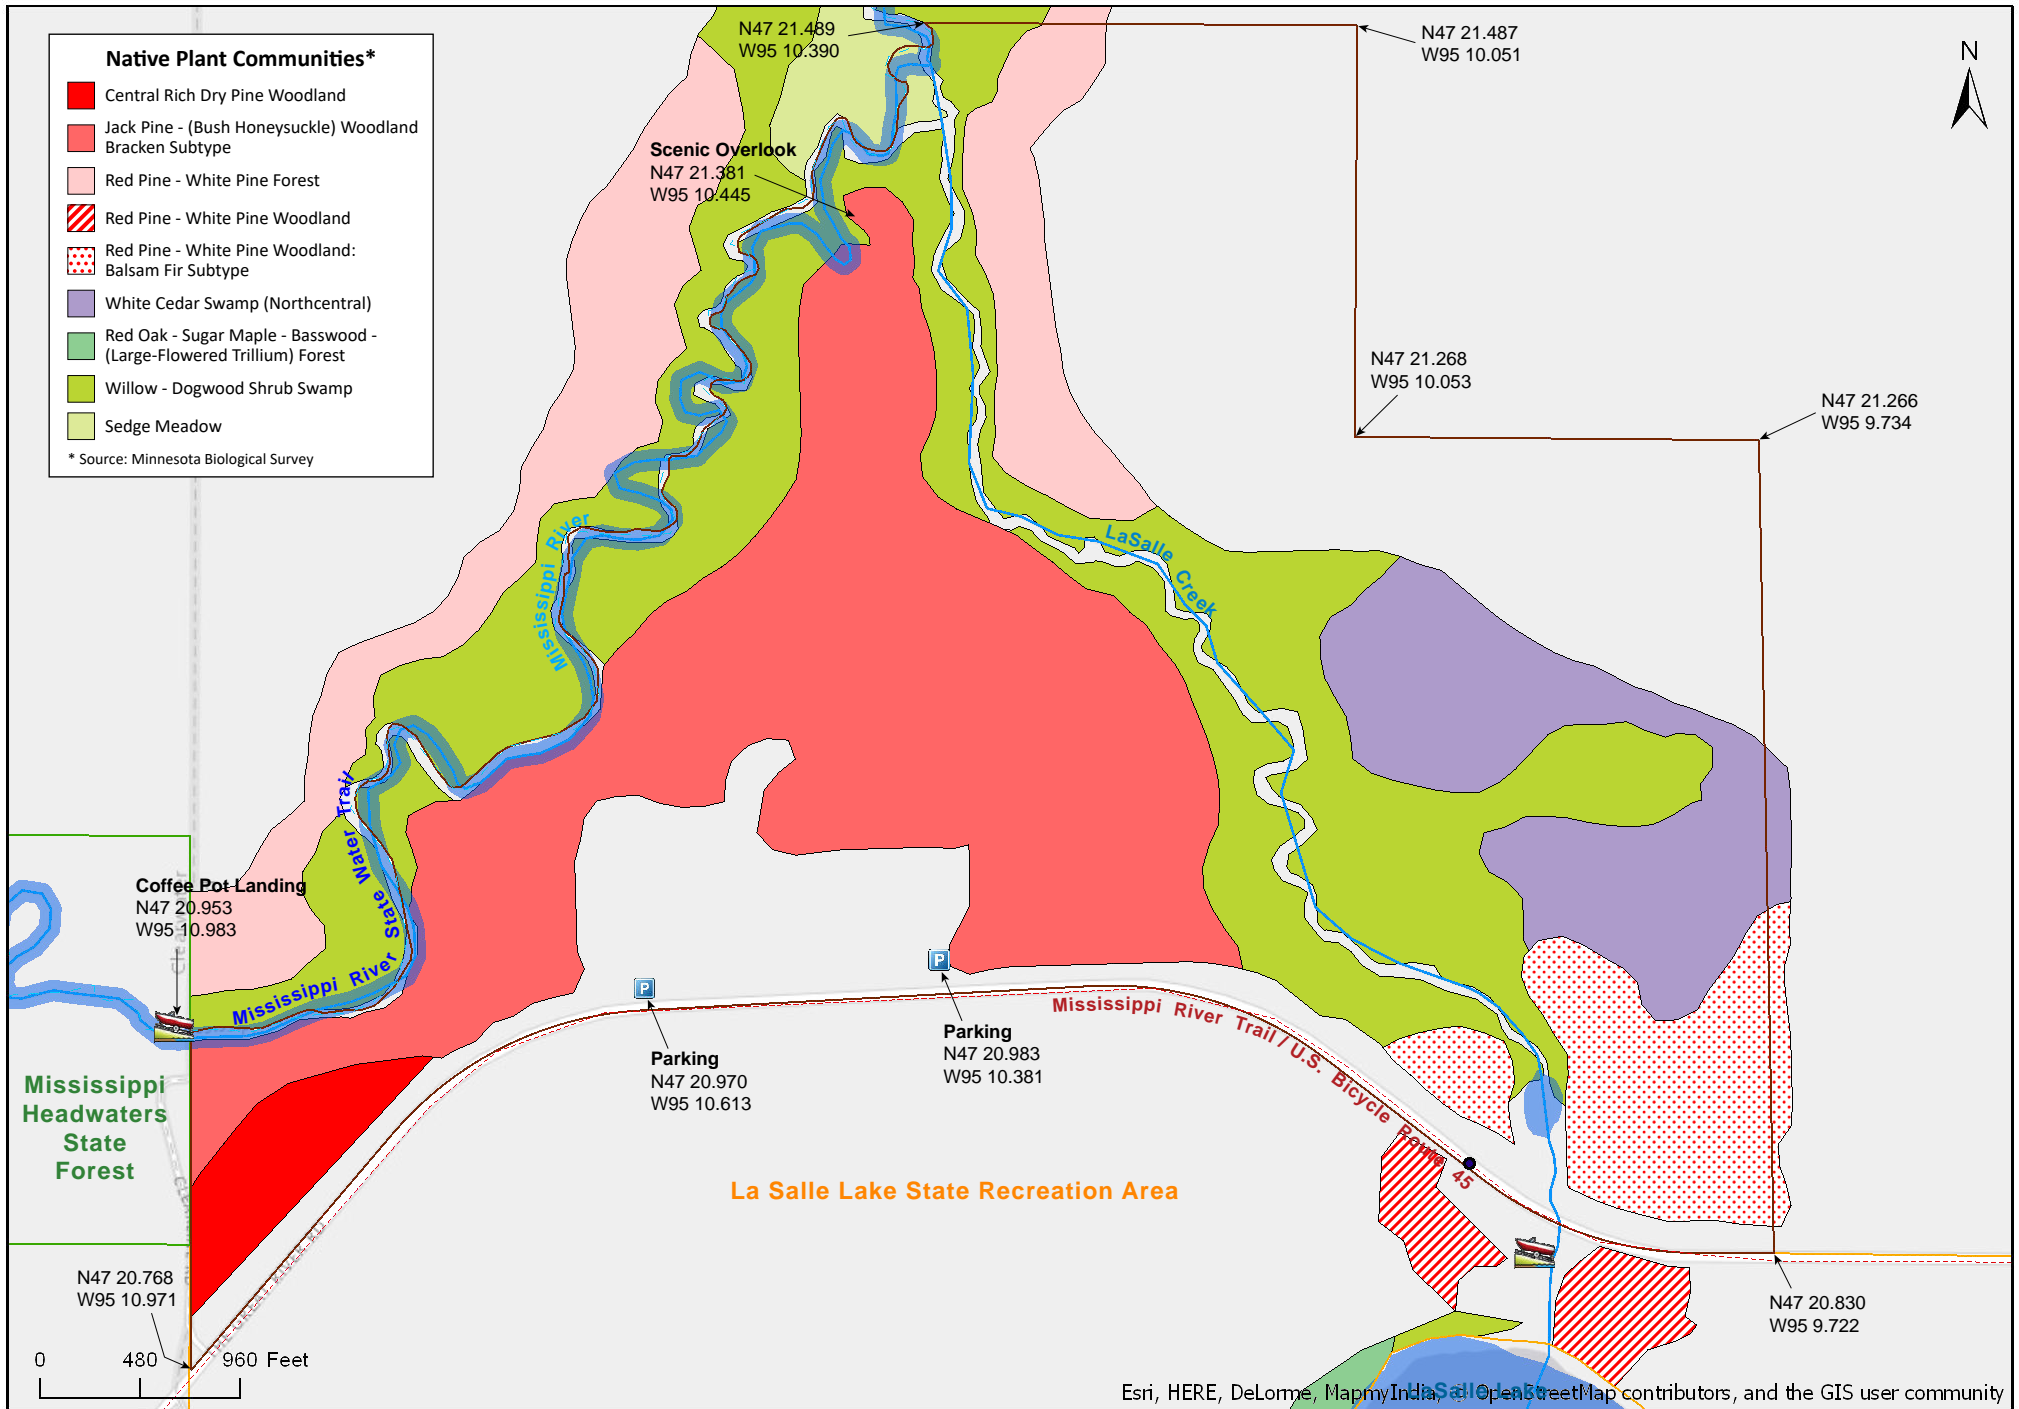 Native Plant Communities*
Central Rich Dry Pine Woodland
Jack Pine - (Bush Honeysuckle) Woodland
Bracken Subtype
Red Pine - White Pine Forest
Red Pine - White Pine Woodland
Red Pine - White Pine Woodland:
Balsam Fir Subtype
White Cedar Swamp (Northcentral)
Red Oak - Sugar Maple - Basswood -
(Large-Flowered Trillium) Forest
Willow - Dogwood Shrub Swamp
Sedge Meadow
* Source: Minnesota Biological Survey
N47 21.489
W95 10.390
N47 21.487
W95 10.051
N
Scenic Overlook
N47 21.381
W95 10.445
N47 21.268
W95 10.053
N47 21.266
W95 9.734
Mississippi River
LaSalle Creek
Mississippi River State Water Trail
Coffee Pot Landing
N47 20.953
W95 10.983
Clearwater
P
P
Parking
N47 20.970
W95 10.613
Parking
N47 20.983
W95 10.381
Mississippi River Trail / U.S. Bicycle Route 45
Mississippi
Headwaters
State
Forest
La Salle Lake State Recreation Area
N47 20.768
W95 10.971
N47 20.830
W95 9.722
0 480 960 Feet
LaSalle Lake
Esri, HERE, DeLorme, MapmyIndia, © OpenStreetMap contributors, and the GIS user community